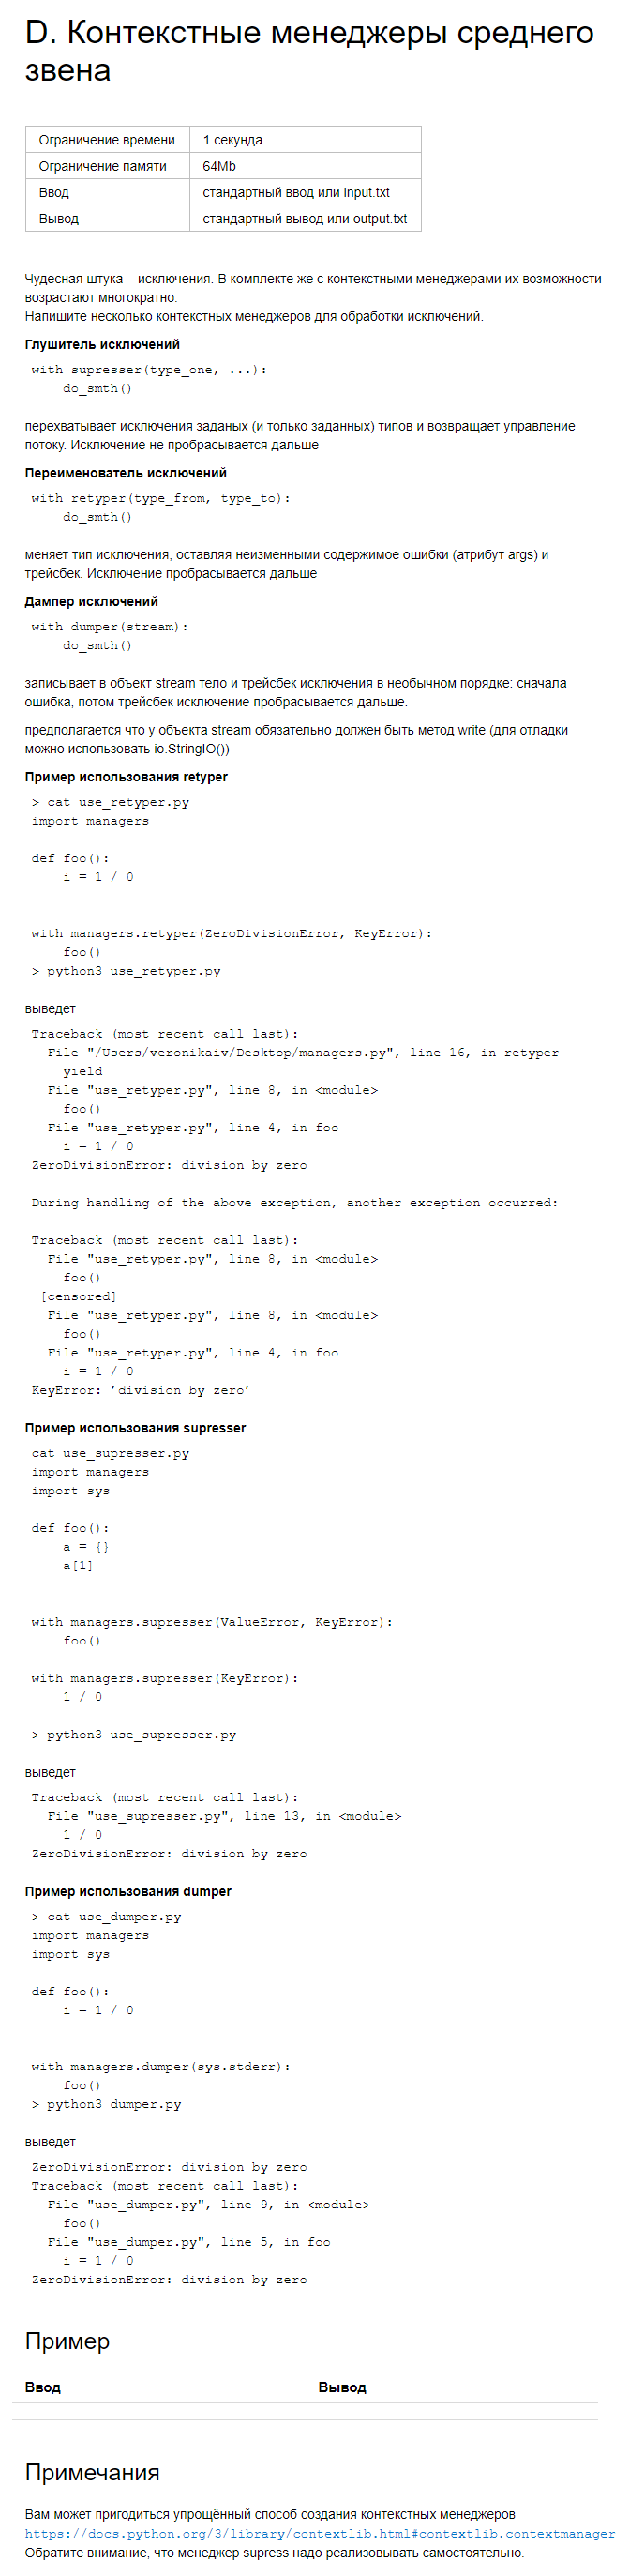 D. Контекстные менеджеры среднего
звена
Ограничение времени 1 секунда
Ограничение памяти 64Mb
Ввод стандартный ввод или input.txt
Вывод стандартный вывод или output.txt
Чудесная штука – исключения. В комплекте же с контекстными менеджерами их возможности
возрастают многократно.
Напишите несколько контекстных менеджеров для обработки исключений.
Глушитель исключений
with supresser(type_one, ...):
    do_smth()
перехватывает исключения заданых (и только заданных) типов и возвращает управление
потоку. Исключение не пробрасывается дальше
Переименователь исключений
with retyper(type_from, type_to):
    do_smth()
меняет тип исключения, оставляя неизменными содержимое ошибки (атрибут args) и
трейсбек. Исключение пробрасывается дальше
Дампер исключений
with dumper(stream):
    do_smth()
записывает в объект stream тело и трейсбек исключения в необычном порядке: сначала
ошибка, потом трейсбек исключение пробрасывается дальше.
предполагается что у объекта stream обязательно должен быть метод write (для отладки
можно использовать io.StringIO())
Пример использования retyper
> cat use_retyper.py
import managers
def foo():
    i = 1 / 0
with managers.retyper(ZeroDivisionError, KeyError):
    foo()
> python3 use_retyper.py
выведет
Traceback (most recent call last):
  File "/Users/veronikaiv/Desktop/managers.py", line 16, in retyper
    yield
  File "use_retyper.py", line 8, in <module>
    foo()
  File "use_retyper.py", line 4, in foo
    i = 1 / 0
ZeroDivisionError: division by zero
During handling of the above exception, another exception occurred:
Traceback (most recent call last):
  File "use_retyper.py", line 8, in <module>
    foo()
 [censored]
  File "use_retyper.py", line 8, in <module>
    foo()
  File "use_retyper.py", line 4, in foo
    i = 1 / 0
KeyError: ’division by zero’
Пример использования supresser
cat use_supresser.py
import managers
import sys
def foo():
    a = {}
    a[1]
with managers.supresser(ValueError, KeyError):
    foo()
with managers.supresser(KeyError):
    1 / 0
> python3 use_supresser.py
выведет
Traceback (most recent call last):
  File "use_supresser.py", line 13, in <module>
    1 / 0
ZeroDivisionError: division by zero
Пример использования dumper
> cat use_dumper.py
import managers
import sys
def foo():
    i = 1 / 0
with managers.dumper(sys.stderr):
    foo()
> python3 dumper.py
выведет
ZeroDivisionError: division by zero
Traceback (most recent call last):
  File "use_dumper.py", line 9, in <module>
    foo()
  File "use_dumper.py", line 5, in foo
    i = 1 / 0
ZeroDivisionError: division by zero
Пример
Ввод Вывод
Примечания
Вам может пригодиться упрощённый способ создания контекстных менеджеров
https://docs.python.org/3/library/contextlib.html#contextlib.contextmanager
Обратите внимание, что менеджер supress надо реализовывать самостоятельно.